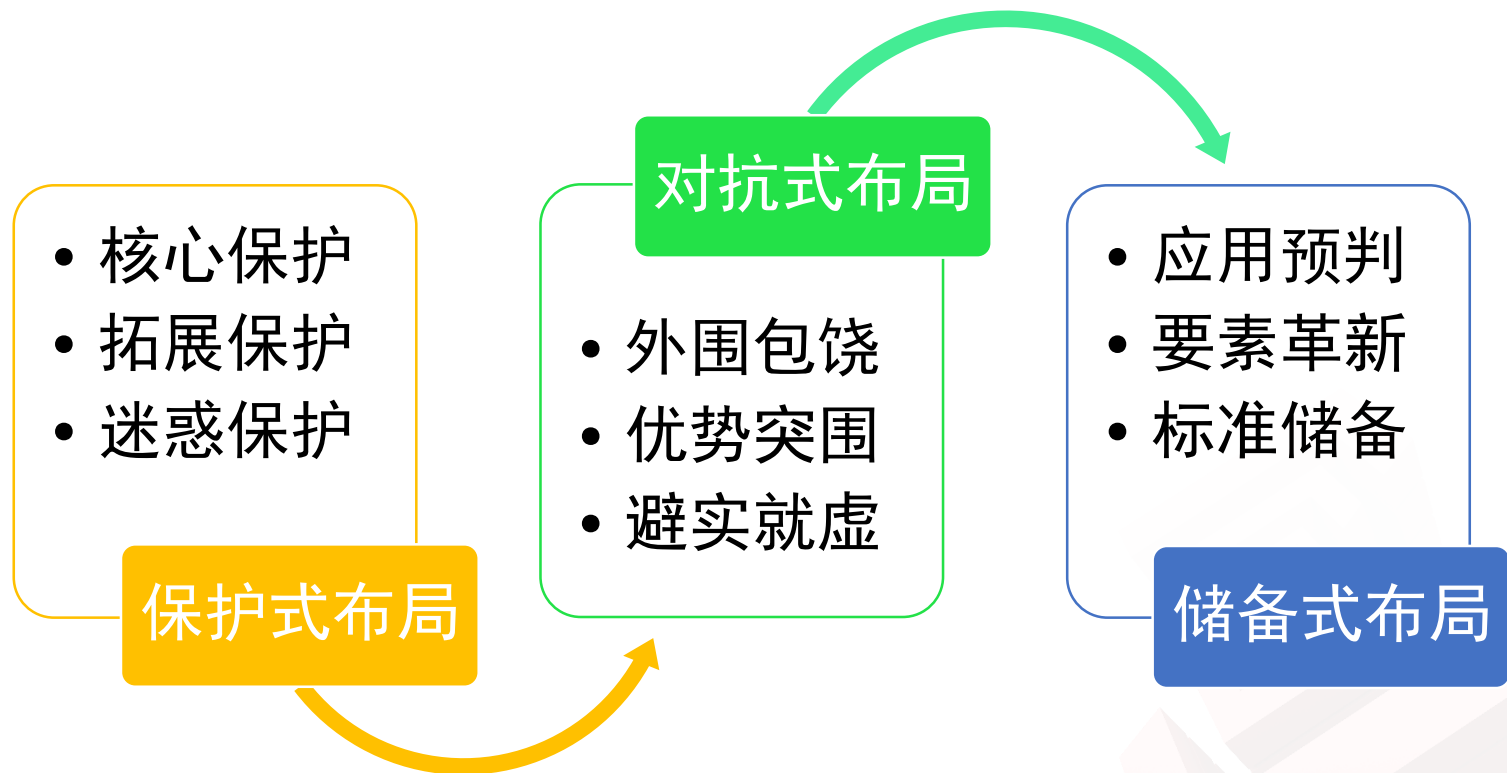 • 核心保护
• 拓展保护
• 迷惑保护
保护式布局
对抗式布局
• 外围包饶
• 优势突围
• 避实就虚
• 应用预判
• 要素革新
• 标准储备
储备式布局